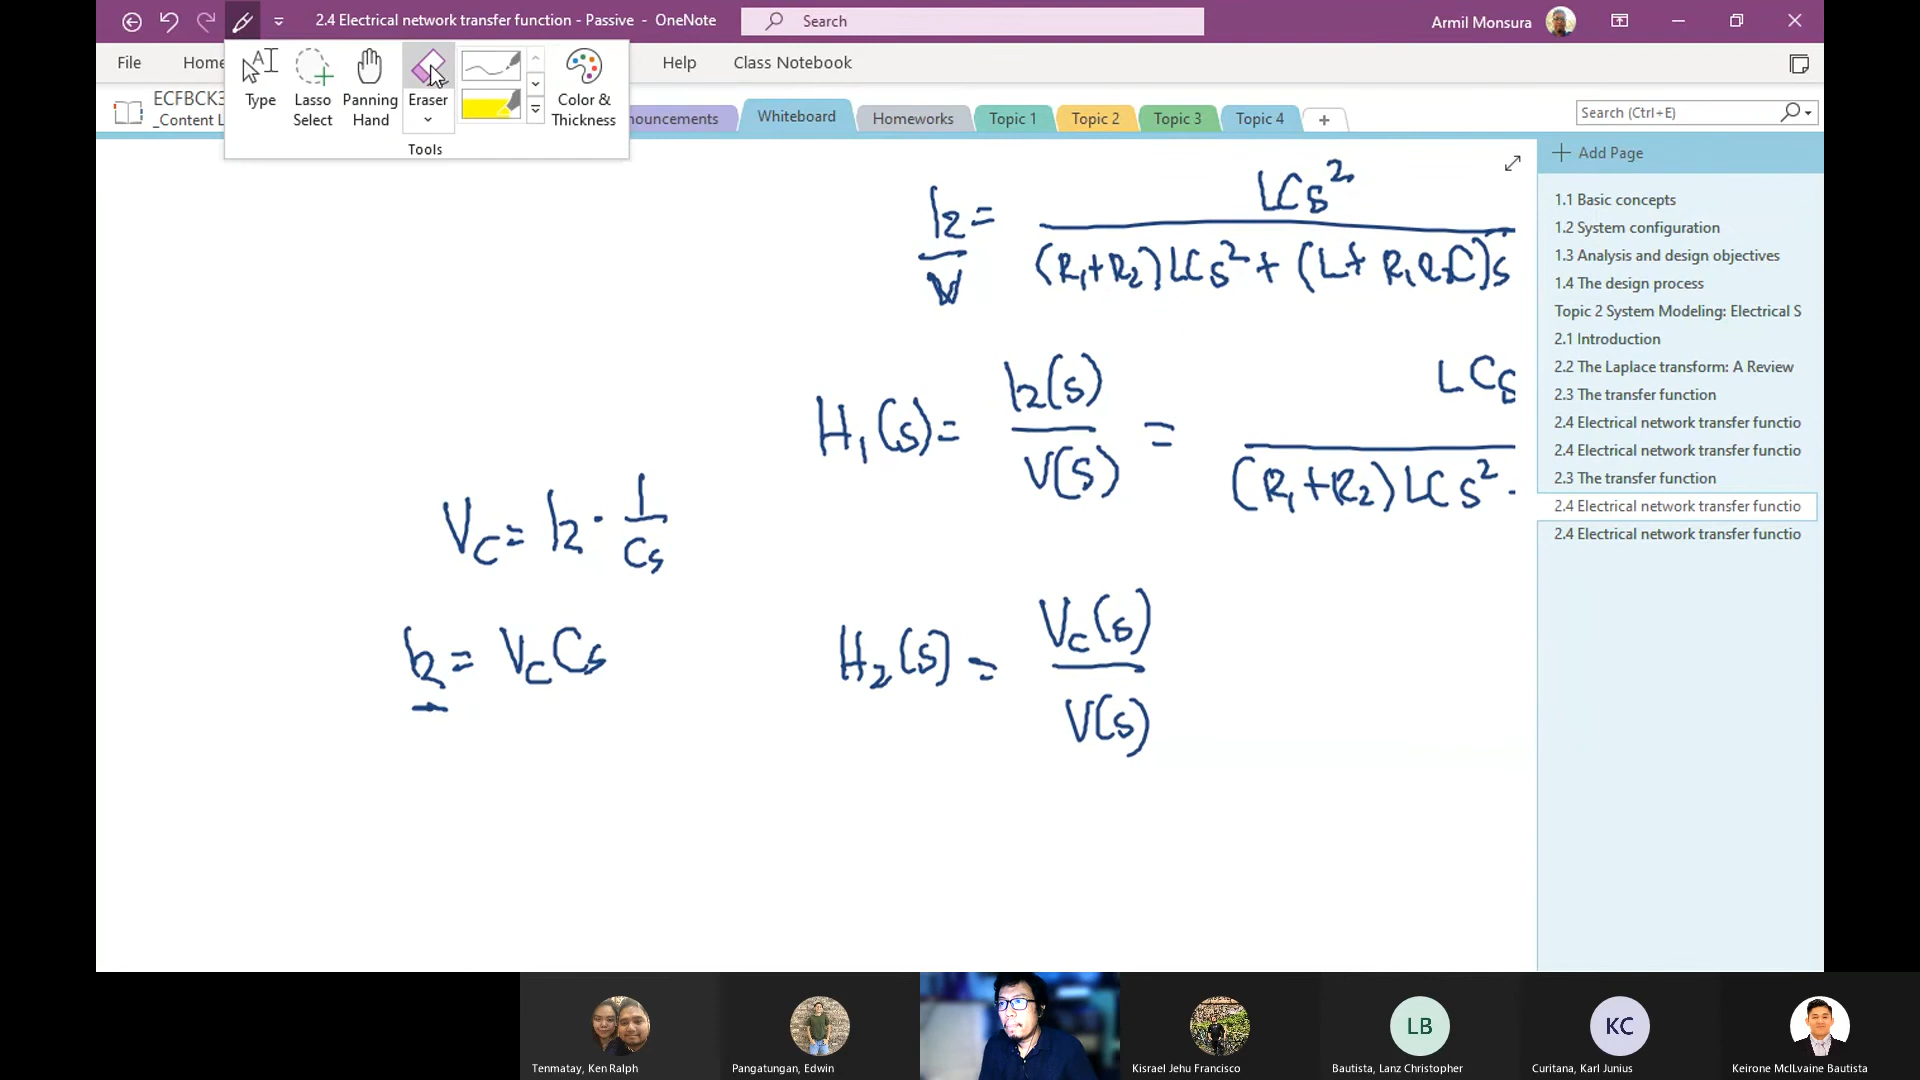 2.4 Electrical network transfer function - Passive - OneNote
Search
Armil Monsura
File
Home
Help
Class Notebook
Type
Lasso Select
Panning Hand
Eraser
Color & Thickness
Tools
ECFBCK3
_Content L
nouncements
Whiteboard
Homeworks
Topic 1
Topic 2
Topic 3
Topic 4
Search (Ctrl+E)
Add Page
1.1 Basic concepts
1.2 System configuration
1.3 Analysis and design objectives
1.4 The design process
Topic 2 System Modeling: Electrical S
2.1 Introduction
2.2 The Laplace transform: A Review
2.3 The transfer function
2.4 Electrical network transfer functio
2.4 Electrical network transfer functio
2.3 The transfer function
2.4 Electrical network transfer functio
2.4 Electrical network transfer functio
I2/V = LCs²/(R1+R2)LCs² + (L+R1R2C)s
H1(s) = I2(s)/V(s) = LCs/(R1+R2)LCs²
Vc = I2 · 1/Cs
I2 = VcCs
H2(s) = Vc(s)/V(s)
Tenmatay, Ken Ralph
Pangatungan, Edwin
Kisrael Jehu Francisco
LB
Bautista, Lanz Christopher
KC
Curitana, Karl Junius
Keirone McIlvaine Bautista